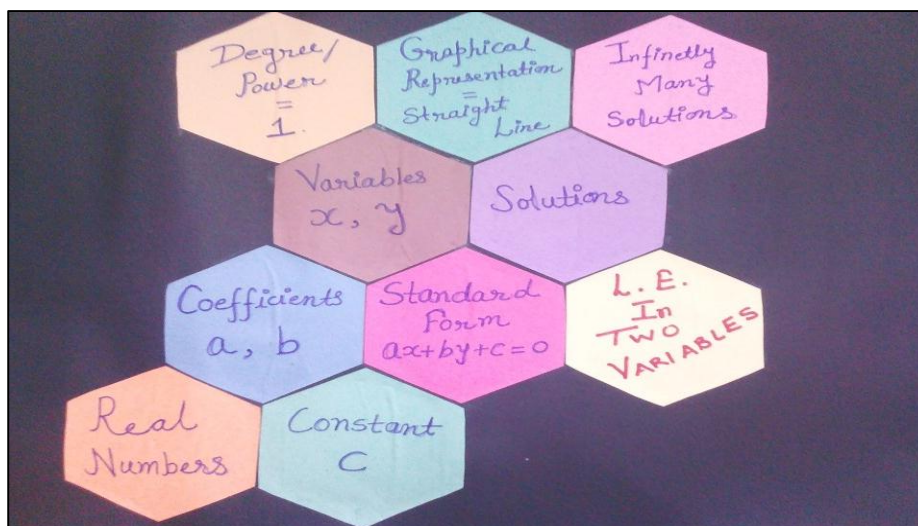 Degree/
Power
=
1.
Graphical
Representation
=
Straight
Line
Infinetly
Many
Solutions
Variables
x, y
Solutions
Coefficients
a, b
Standard
Form
ax+by+c=0
L. E.
In
Two
VARIABLES
Real
Numbers
Constant
C